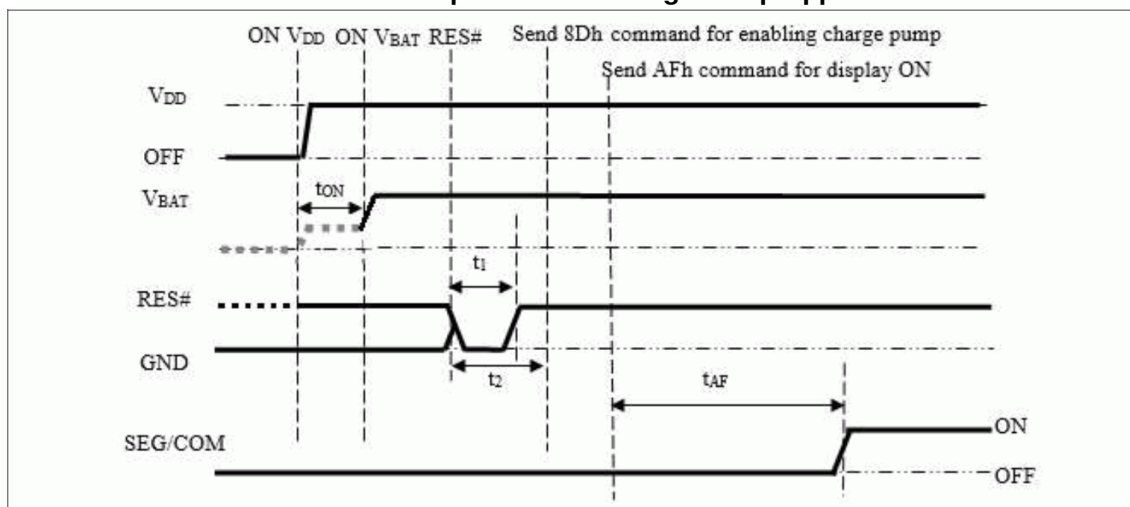 ON VDD ON VBAT RES# Send 8Dh command for enabling charge pump
Send AFh command for display ON
VDD
OFF
VBAT
tON
t1
RES#
GND
t2
tAF
SEG/COM
ON
OFF